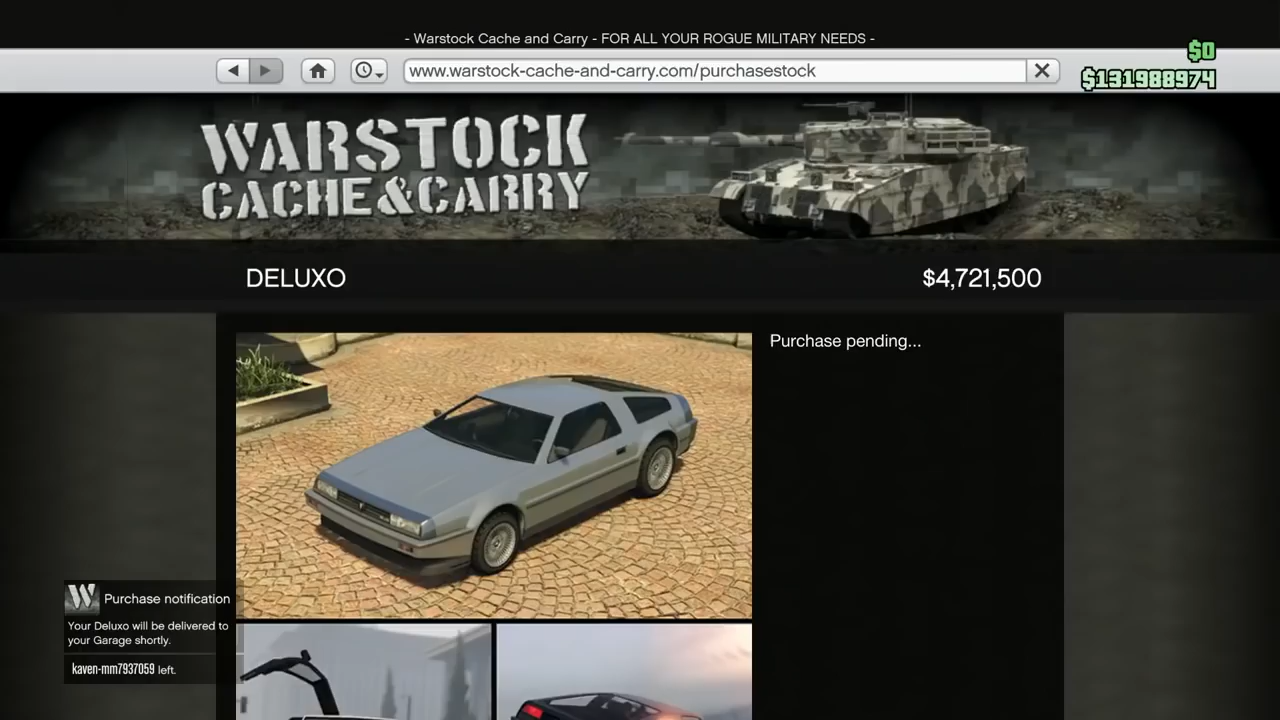 - Warstock Cache and Carry - FOR ALL YOUR ROGUE MILITARY NEEDS -
$0
www.warstock-cache-and-carry.com/purchasestock
$131988974
WARSTOCK
CACHE&CARRY
DELUXO
$4,721,500
Purchase pending...
W
Purchase notification
Your Deluxo will be delivered to
your Garage shortly.
kaven-mm7937059 left.